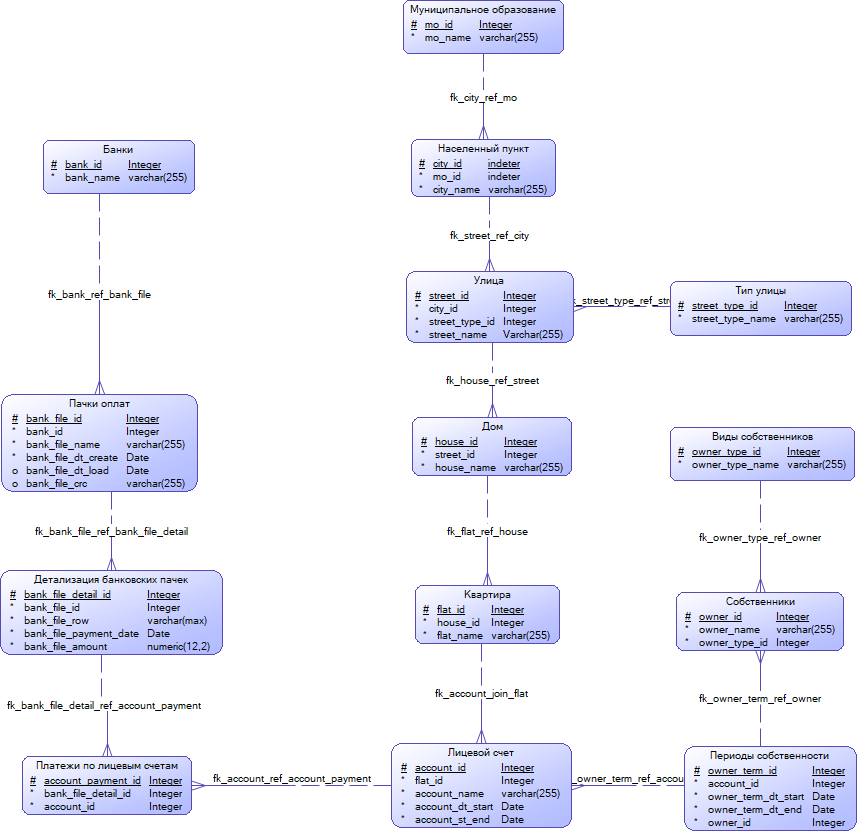 Муниципальное образование
# mo_id Integer
* mo_name varchar(255)
fk_city_ref_mo
Банки
# bank_id Integer
* bank_name varchar(255)
Населенный пункт
# city_id indeter
* mo_id indeter
* city_name varchar(255)
fk_street_ref_city
fk_bank_ref_bank_file
Улица
# street_id Integer
* city_id Integer
* street_type_id Integer
* street_name Varchar(255)
k_street_type_ref_str
Тип улицы
# street_type_id Integer
* street_type_name varchar(255)
fk_house_ref_street
Пачки оплат
# bank_file_id Integer
* bank_id Integer
* bank_file_name varchar(255)
* bank_file_dt_create Date
o bank_file_dt_load Date
o bank_file_crc varchar(255)
Дом
# house_id Integer
* street_id Integer
* house_name varchar(255)
Виды собственников
# owner_type_id Integer
* owner_type_name varchar(255)
fk_bank_file_ref_bank_file_detail
fk_flat_ref_house
fk_owner_type_ref_owner
Детализация банковских пачек
# bank_file_detail_id Integer
* bank_file_id Integer
* bank_file_row varchar(max)
* bank_file_payment_date Date
* bank_file_amount numeric(12,2)
Квартира
# flat_id Integer
* house_id Integer
* flat_name varchar(255)
Собственники
# owner_id Integer
* owner_name varchar(255)
* owner_type_id Integer
fk_bank_file_detail_ref_account_payment
fk_account_join_flat
fk_owner_term_ref_owner
Платежи по лицевым счетам
# account_payment_id Integer
* bank_file_detail_id Integer
* account_id Integer
fk_account_ref_account_payment
Лицевой счет
# account_id Integer
* flat_id Integer
* account_name varchar(255)
* account_dt_start Date
* account_st_end Date
_owner_term_ref_accou
Периоды собственности
# owner_term_id Integer
* account_id Integer
* owner_term_dt_start Date
* owner_term_dt_end Date
* owner_id Integer